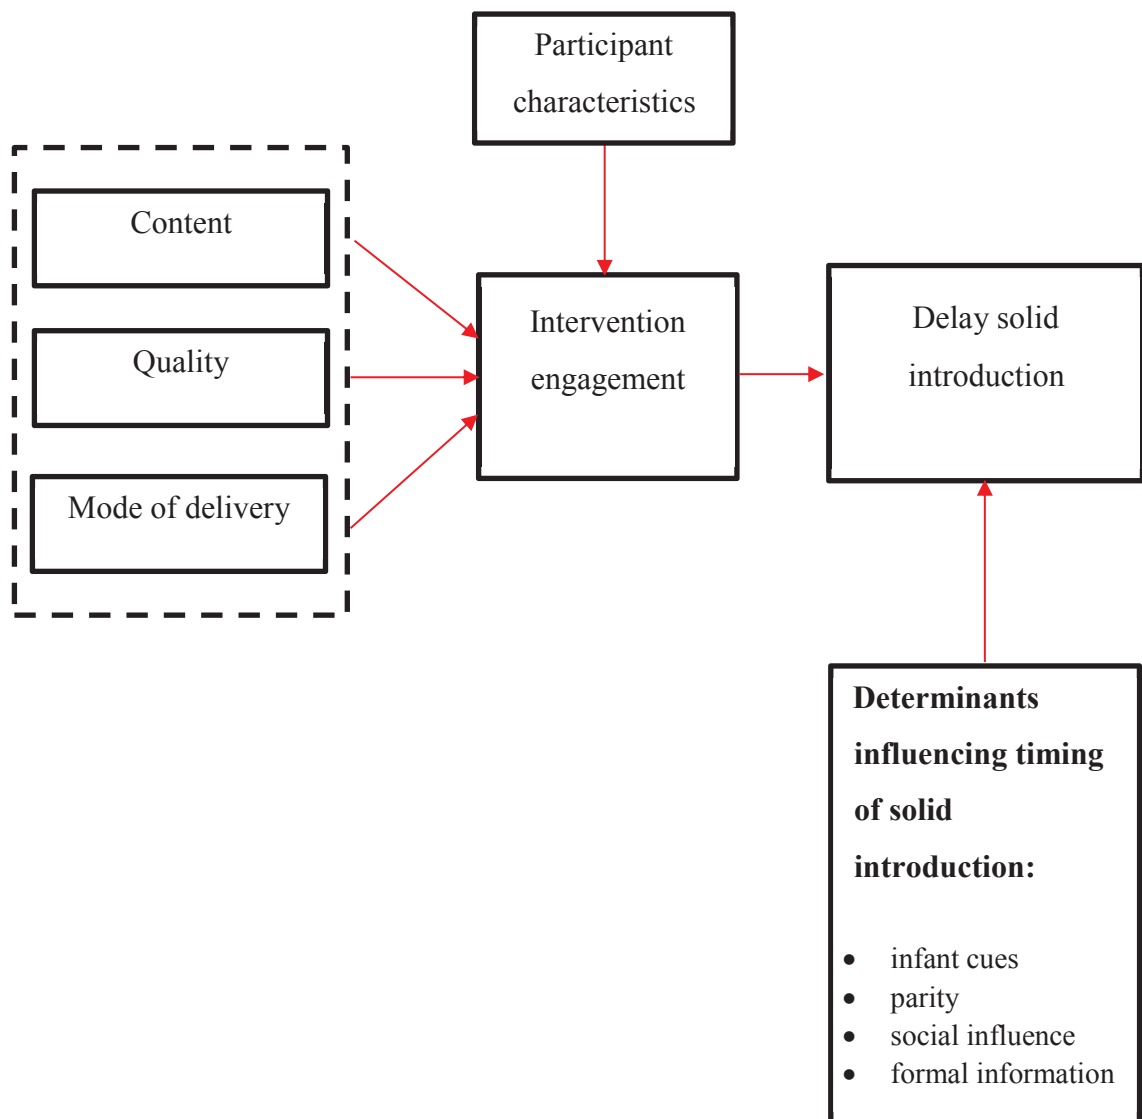 Participant
characteristics
Content
Quality
Mode of delivery
Intervention
engagement
Delay solid
introduction
Determinants
influencing timing
of solid
introduction:
• infant cues
• parity
• social influence
• formal information